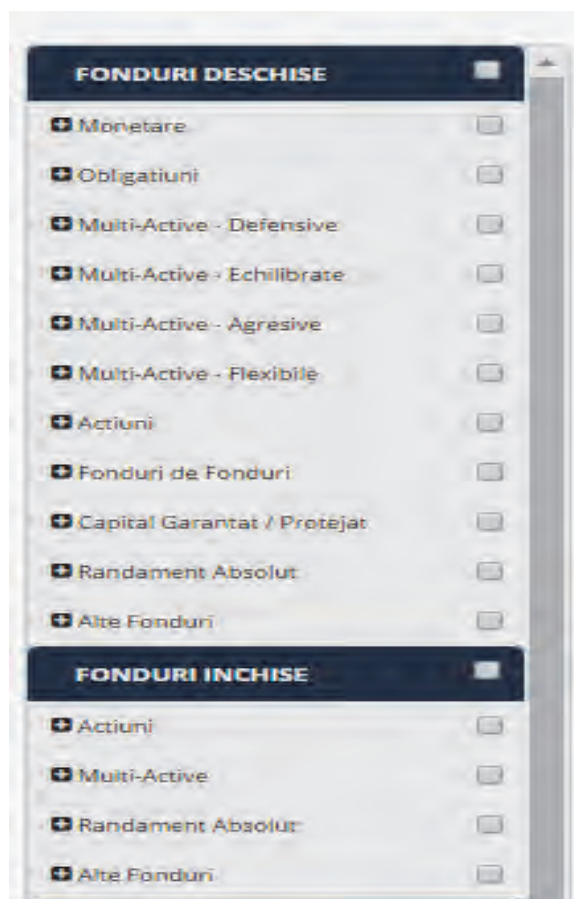 FONDURI DESCHISE
Monetare
Obligatiuni
Multi-Active - Defensive
Multi-Active - Echilibrate
Multi-Active - Agresive
Multi-Active - Flexibile
Actiuni
Fonduri de Fonduri
Capital Garantat / Protejat
Randament Absolut
Alte Fonduri
FONDURI INCHISE
Actiuni
Multi-Active
Randament Absolut
Alte Fonduri